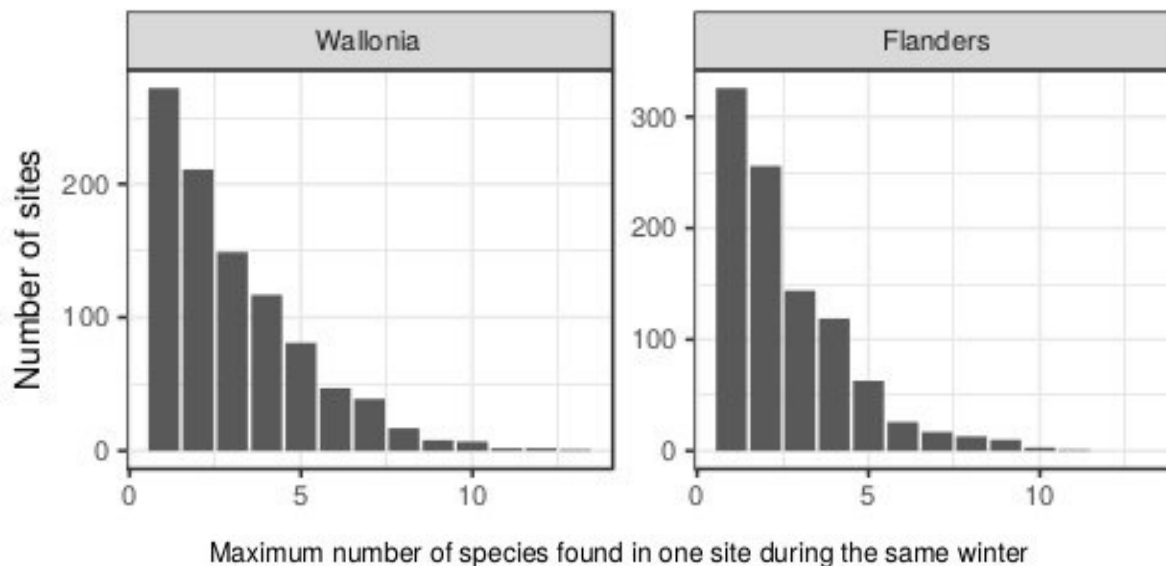 Wallonia
Flanders
Number of sites
200
100
0
300
200
100
0
0 5 10
0 5 10
Maximum number of species found in one site during the same winter